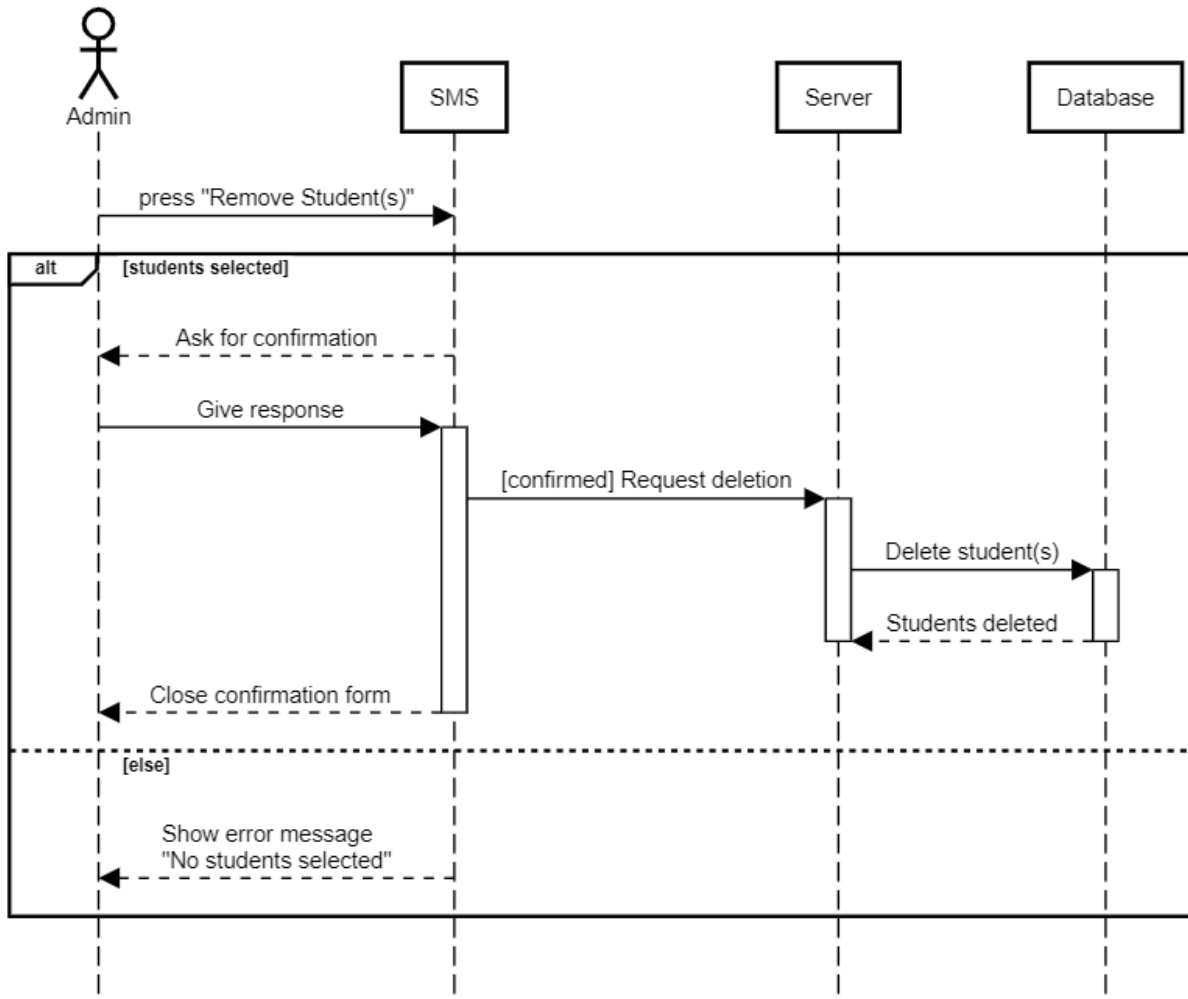 Admin
SMS
Server
Database
press "Remove Student(s)"
alt
[students selected]
Ask for confirmation
Give response
[confirmed] Request deletion
Delete student(s)
Students deleted
Close confirmation form
[else]
Show error message
"No students selected"